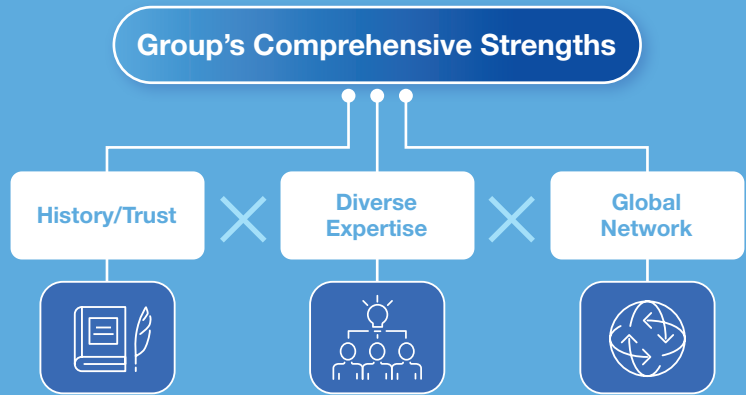 Group’s Comprehensive Strengths
History/Trust
Diverse
Expertise
Global
Network